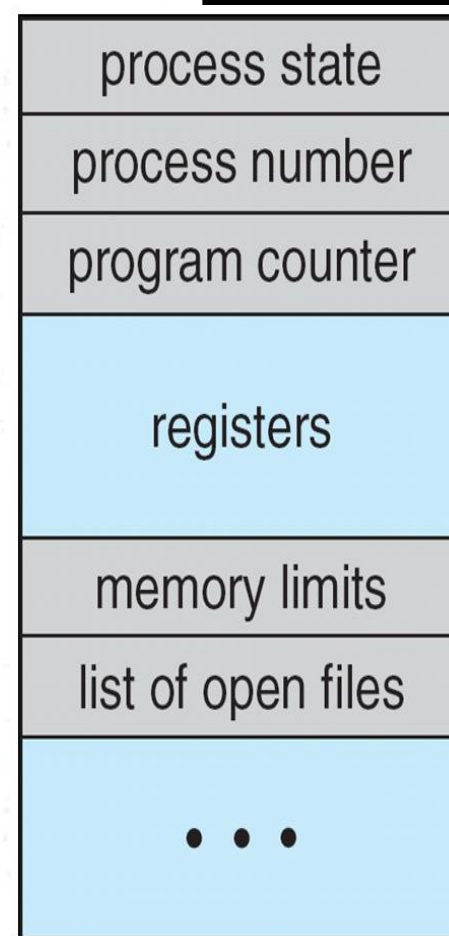 process state
process number
program counter
registers
memory limits
list of open files
• • •